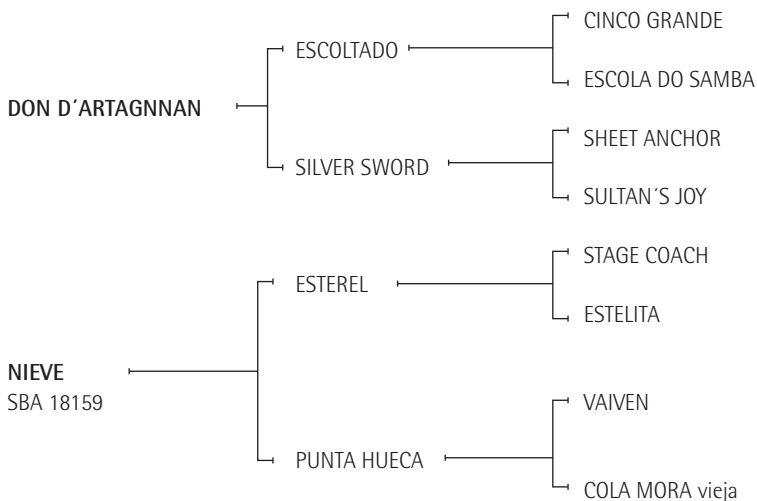 CINCO GRANDE
ESCOLTADO
ESCOLA DO SAMBA
DON D´ARTAGNNAN
SHEET ANCHOR
SILVER SWORD
SULTAN´S JOY
STAGE COACH
ESTEREL
ESTELITA
NIEVE
SBA 18159
VAIVEN
PUNTA HUECA
COLA MORA vieja